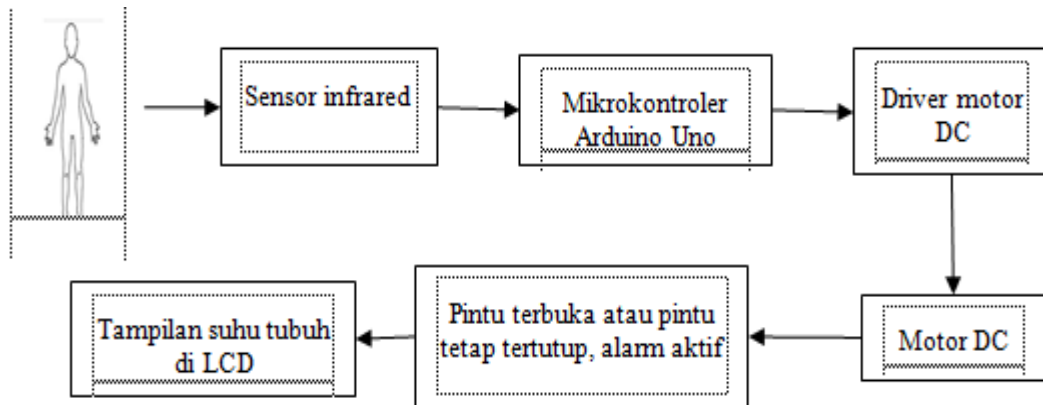 Sensor infrared
Mikrokontroler
Arduino Uno
Driver motor
DC
Motor DC
Pintu terbuka atau pintu
tetap tertutup, alarm aktif
Tampilan suhu tubuh
di LCD